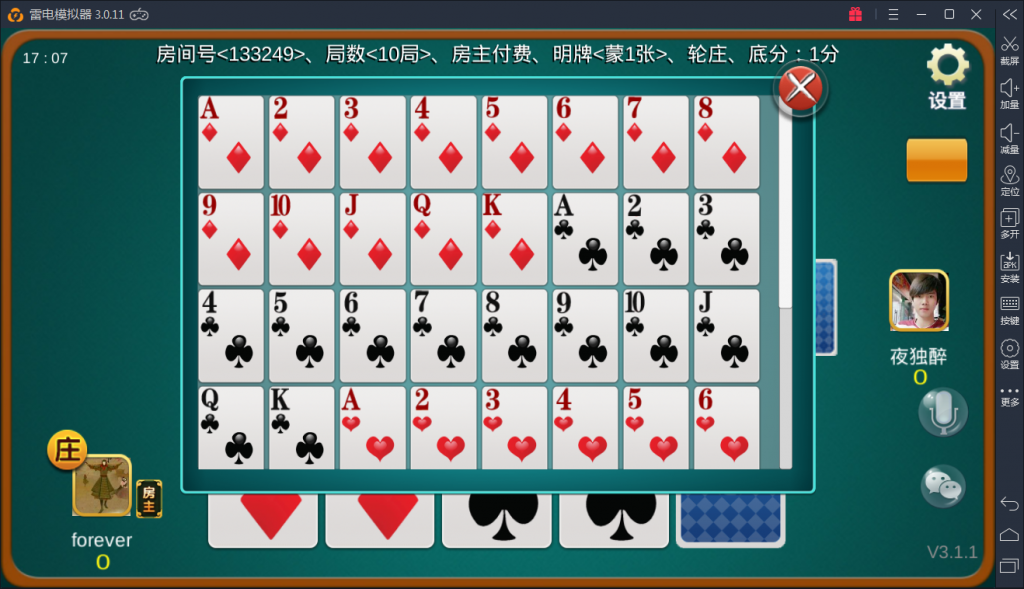 雷电模拟器 3.0.11
17 : 07
房间号<133249>、局数<10局>、房主付费、明牌<蒙1张>、轮庄、底分：1分
设置
A 2 3 4 5 6 7 8
9 10 J Q K A 2 3
4 5 6 7 8 9 10 J
Q K A 2 3 4 5 6
庄
房主
forever
0
夜独醉
0
V3.1.1
截屏
加量
减量
定位
多开
APK
安装
按键
设置
更多